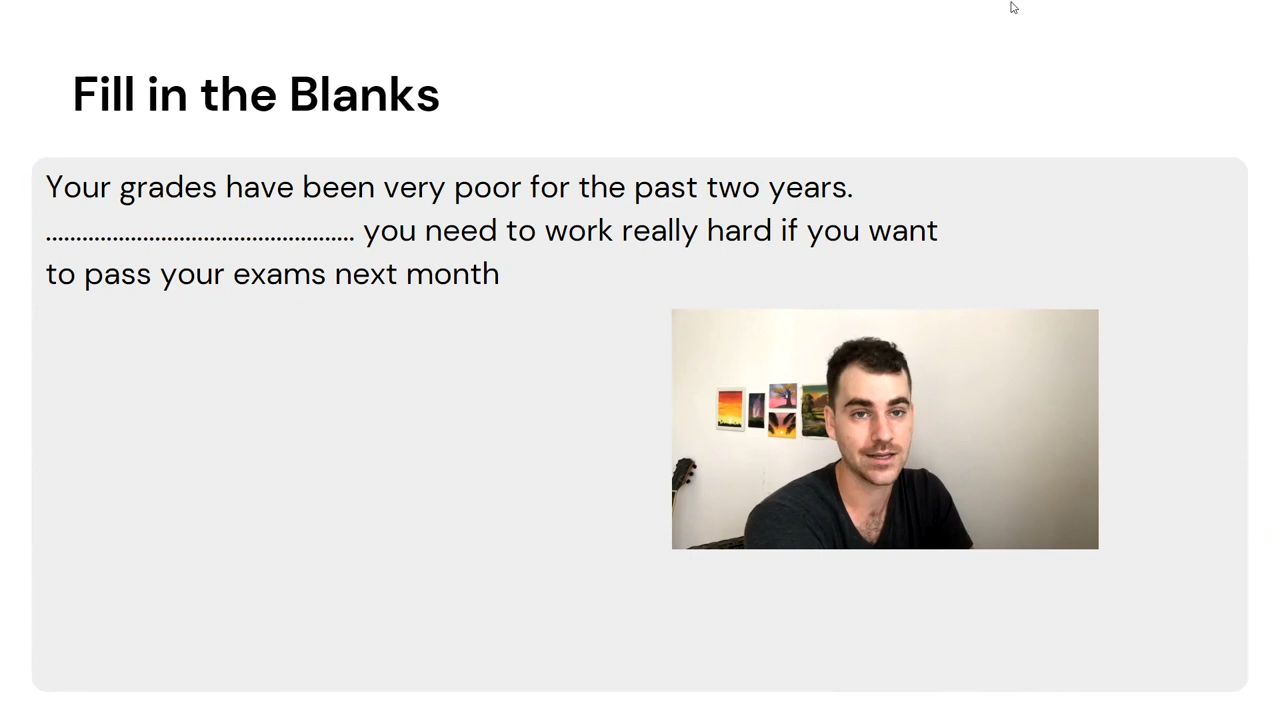 Fill in the Blanks
Your grades have been very poor for the past two years.
................................................... you need to work really hard if you want
to pass your exams next month